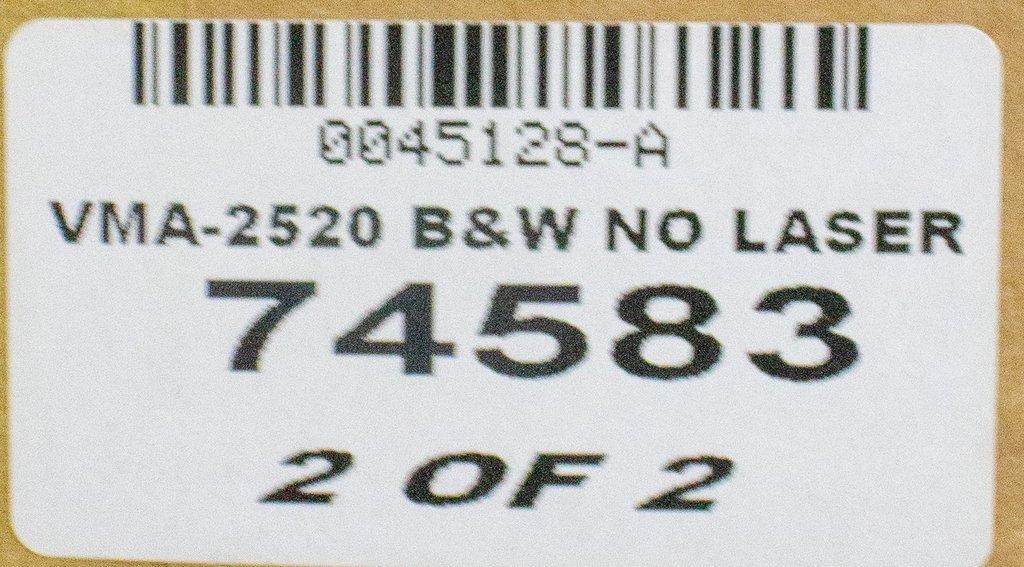 0045128-A
VMA-2520 B&W NO LASER
74583
2 OF 2